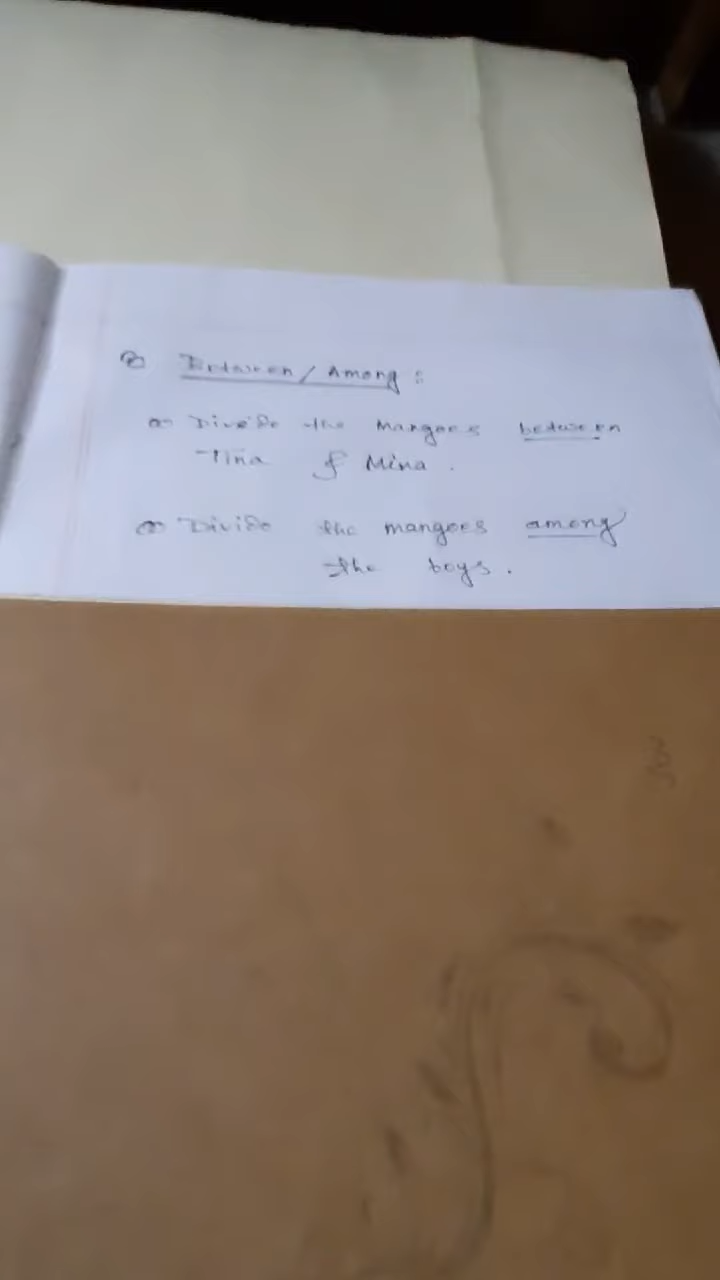 Between / Among :
Divide the mangoes between
Tina & Mina .
Divide the mangoes among
the boys .